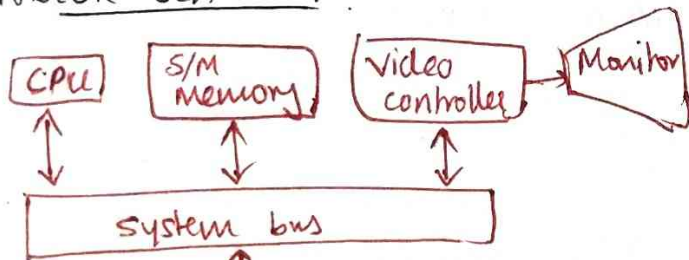 CPU
S/M
Memory
Video
controller
Monitor
system bus